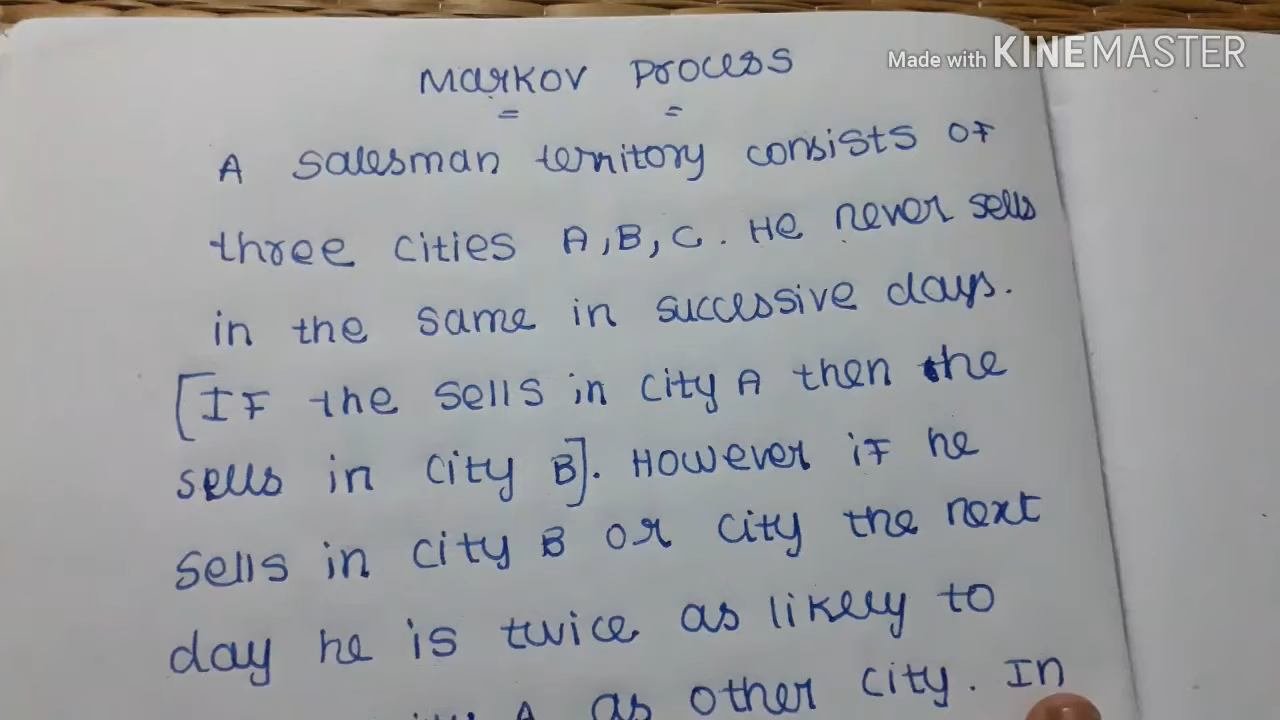 Made with KINEMASTER
Markov Process
A salesman territory consists of
three cities A, B, C. He never sells
in the same in successive days.
[If the sells in city A then the
sells in city B]. However if he
sells in city B or city the next
day he is twice as likely to
A as other city. In